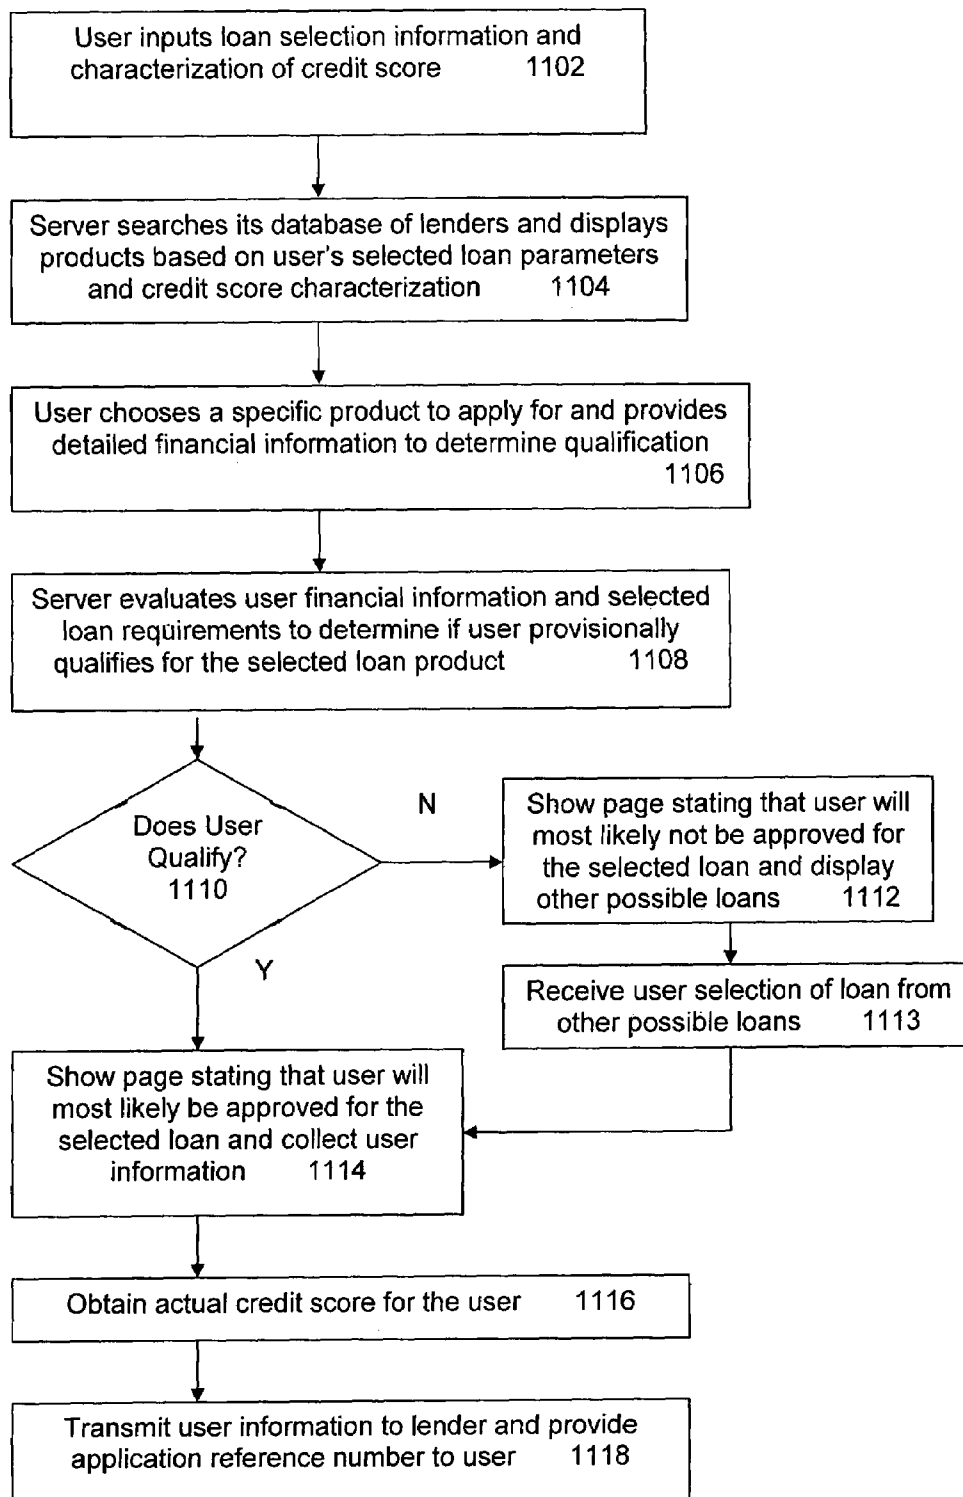 User inputs loan selection information and
characterization of credit score 1102
Server searches its database of lenders and displays
products based on user's selected loan parameters
and credit score characterization 1104
User chooses a specific product to apply for and provides
detailed financial information to determine qualification
1106
Server evaluates user financial information and selected
loan requirements to determine if user provisionally
qualifies for the selected loan product 1108
Does User
Qualify?
1110
N
Show page stating that user will
most likely not be approved for
the selected loan and display
other possible loans 1112
Receive user selection of loan from
other possible loans 1113
Y
Show page stating that user will
most likely be approved for the
selected loan and collect user
information 1114
Obtain actual credit score for the user 1116
Transmit user information to lender and provide
application reference number to user 1118